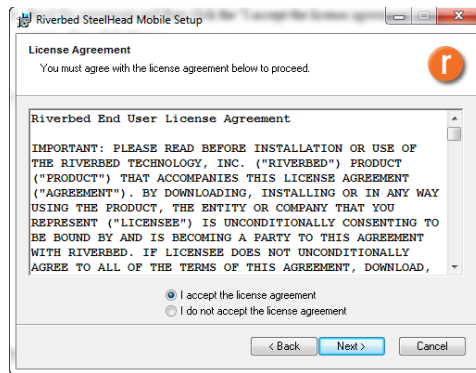 Riverbed SteelHead Mobile Setup
License Agreement
You must agree with the license agreement below to proceed.
r
Riverbed End User License Agreement
IMPORTANT: PLEASE READ BEFORE INSTALLATION OR USE OF
THE RIVERBED TECHNOLOGY, INC. ("RIVERBED") PRODUCT
("PRODUCT") THAT ACCOMPANIES THIS LICENSE AGREEMENT
("AGREEMENT"). BY DOWNLOADING, INSTALLING OR IN ANY WAY
USING THE PRODUCT, THE ENTITY OR COMPANY THAT YOU
REPRESENT ("LICENSEE") IS UNCONDITIONALLY CONSENTING TO
BE BOUND BY AND IS BECOMING A PARTY TO THIS AGREEMENT
WITH RIVERBED. IF LICENSEE DOES NOT UNCONDITIONALLY
AGREE TO ALL OF THE TERMS OF THIS AGREEMENT, DOWNLOAD,
I accept the license agreement
I do not accept the license agreement
< Back
Next >
Cancel